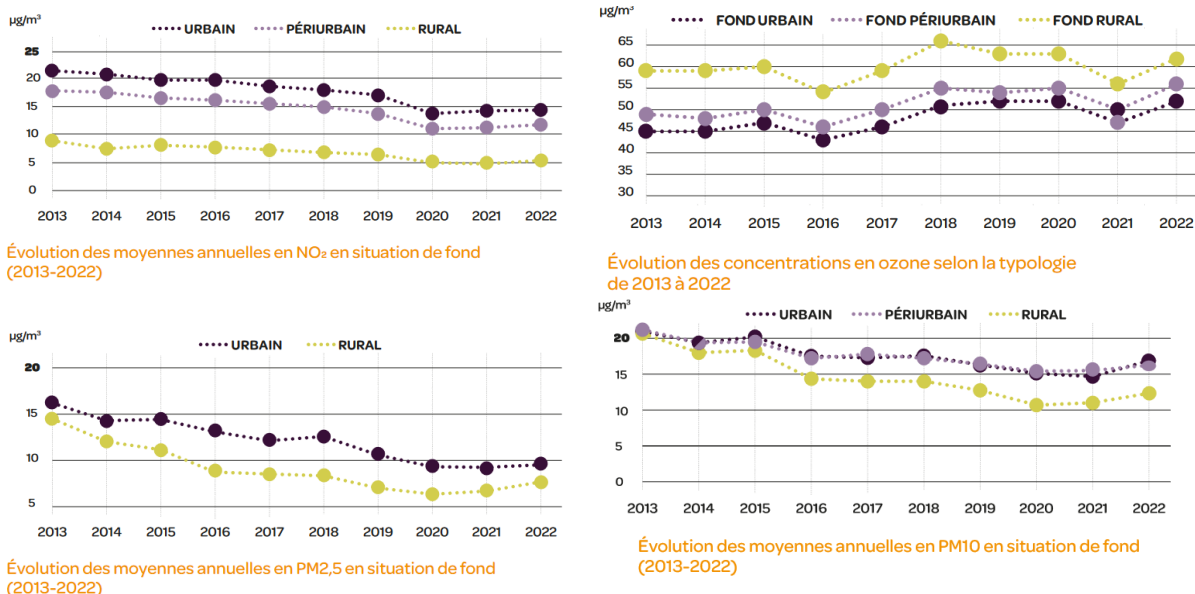 µg/m³
URBAIN PÉRIURBAIN RURAL
25
20
15
10
5
0
2013 2014 2015 2016 2017 2018 2019 2020 2021 2022
Évolution des moyennes annuelles en NO₂ en situation de fond
(2013-2022)
µg/m³
FOND URBAIN FOND PÉRIURBAIN FOND RURAL
65
60
55
50
45
40
35
30
2013 2014 2015 2016 2017 2018 2019 2020 2021 2022
Évolution des concentrations en ozone selon la typologie
de 2013 à 2022
µg/m³
URBAIN RURAL
20
15
10
5
2013 2014 2015 2016 2017 2018 2019 2020 2021 2022
Évolution des moyennes annuelles en PM2,5 en situation de fond
(2013-2022)
µg/m³
URBAIN PÉRIURBAIN RURAL
20
15
10
5
0
2013 2014 2015 2016 2017 2018 2019 2020 2021 2022
Évolution des moyennes annuelles en PM10 en situation de fond
(2013-2022)